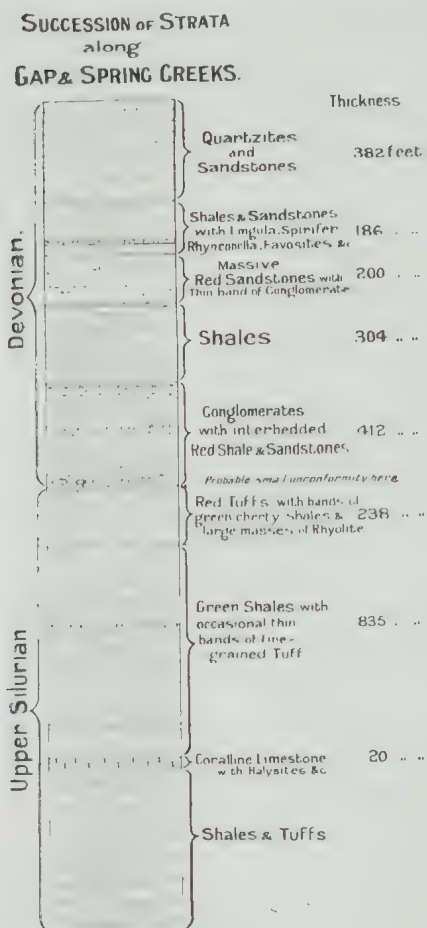 SUCCESSION OF STRATA
along
GAP & SPRING CREEKS.
Thickness
Devonian.
Quartzites
and
Sandstones
382 feet
Shales & Sandstones
with Lingula, Spirifer
Rhynconella, Favosites &c
186 .. ..
Massive
Red Sandstones with
Thin band of Conglomerate
200 .. ..
Shales
304 .. ..
Conglomerates
with interbedded
Red Shale & Sandstones,
412 .. ..
Probable small unconformity here
Upper Silurian
Red Tuffs with bands of
green cherty shales &
large masses of Rhyolite
238 .. ..
Green Shales with
occasional thin
bands of fine-
grained Tuff
835 . ..
Coralline Limestone
with Halysites &c
20 .. ..
Shales & Tuffs